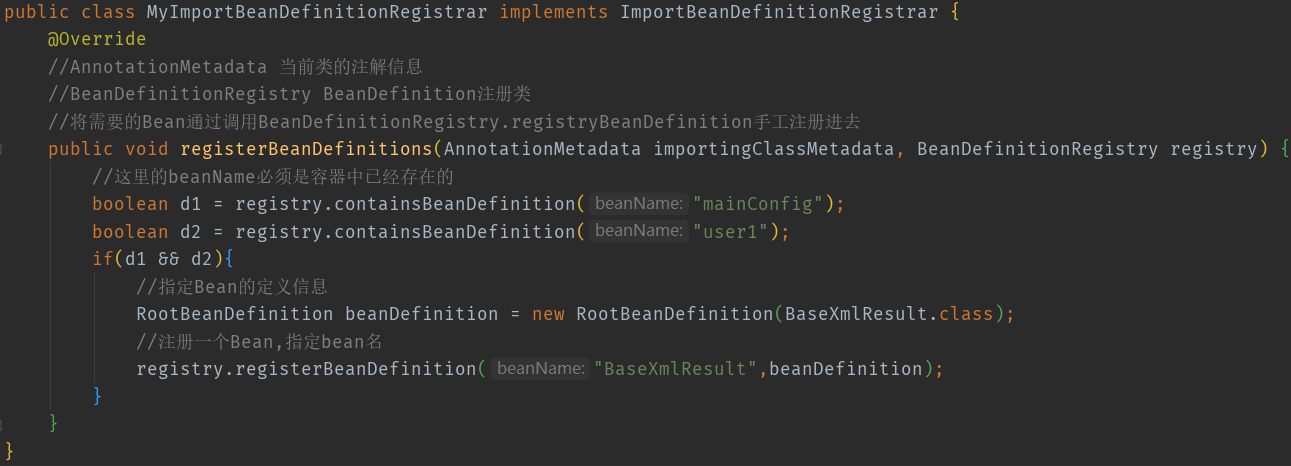 public class MyImportBeanDefinitionRegistrar implements ImportBeanDefinitionRegistrar {
    @Override
    //AnnotationMetadata 当前类的注解信息
    //BeanDefinitionRegistry BeanDefinition注册类
    //将需要的Bean通过调用BeanDefinitionRegistry.registryBeanDefinition手工注册进去
    public void registerBeanDefinitions(AnnotationMetadata importingClassMetadata, BeanDefinitionRegistry registry) {
        //这里的beanName必须是容器中已经存在的
        boolean d1 = registry.containsBeanDefinition( beanName: "mainConfig");
        boolean d2 = registry.containsBeanDefinition( beanName: "user1");
        if(d1 && d2){
            //指定Bean的定义信息
            RootBeanDefinition beanDefinition = new RootBeanDefinition(BaseXmlResult.class);
            //注册一个Bean,指定bean名
            registry.registerBeanDefinition( beanName: "BaseXmlResult",beanDefinition);
        }
    }
}